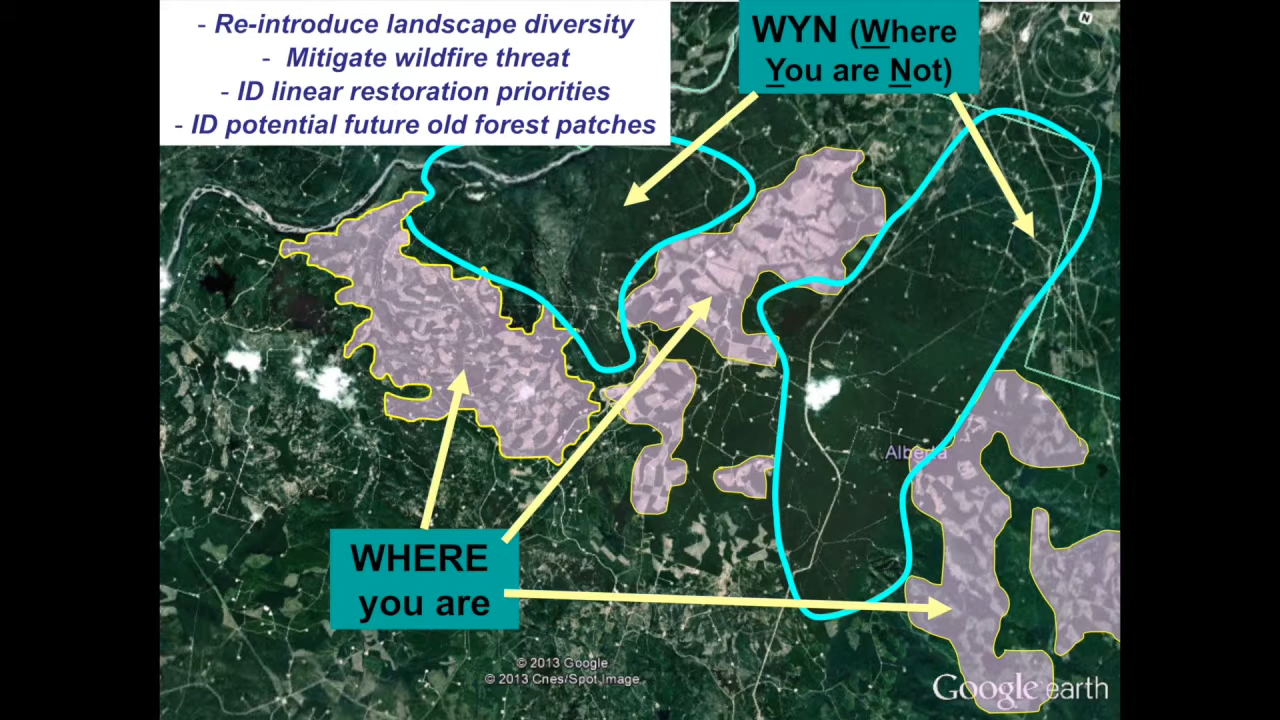 - Re-introduce landscape diversity
- Mitigate wildfire threat
- ID linear restoration priorities
- ID potential future old forest patches
WYN (Where
You are Not)
N
Alberta
WHERE
you are
© 2013 Google
© 2013 Cnes/Spot Image
Google earth